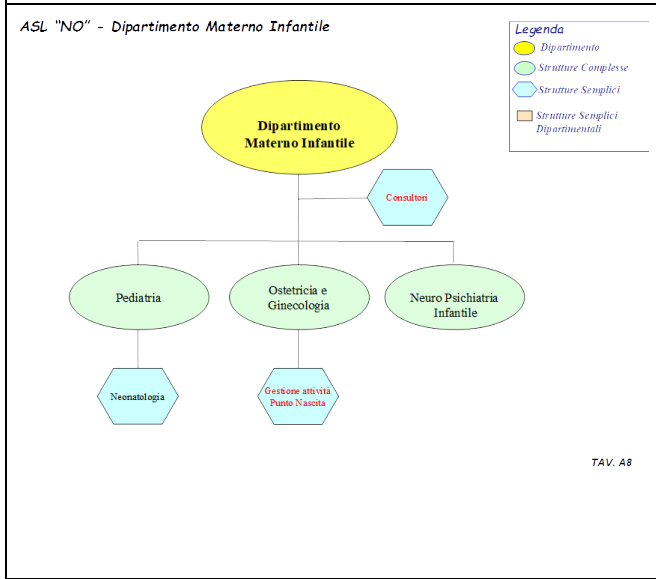 ASL "NO" - Dipartimento Materno Infantile
Legenda
Dipartimento
Strutture Complesse
Strutture Semplici
Strutture Semplici
Dipartimentali
Dipartimento
Materno Infantile
Consultori
Pediatria
Ostetricia e
Ginecologia
Neuro Psichiatria
Infantile
Neonatologia
Gestione attività
Punto Nascita
TAV. A8